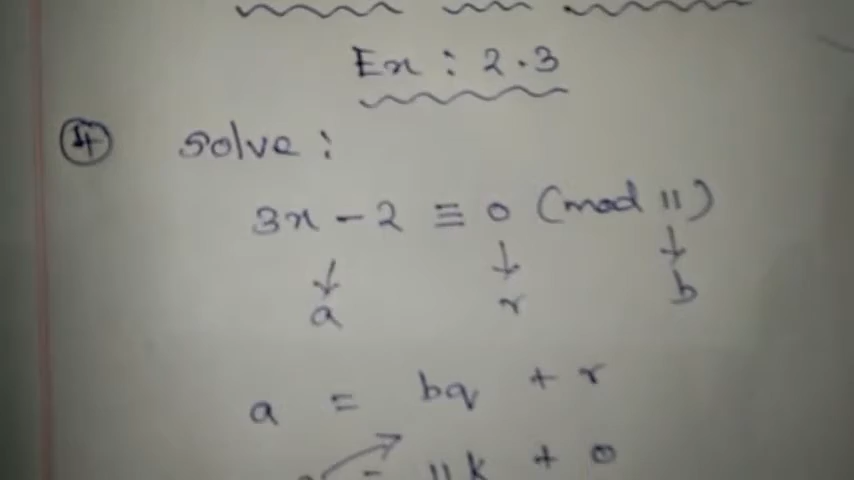 Ex : 2.3
4 Solve :
3x - 2 ≡ 0 (mod 11)
↓ ↓ ↓
a r b
a = bq + r
= 11k + 0